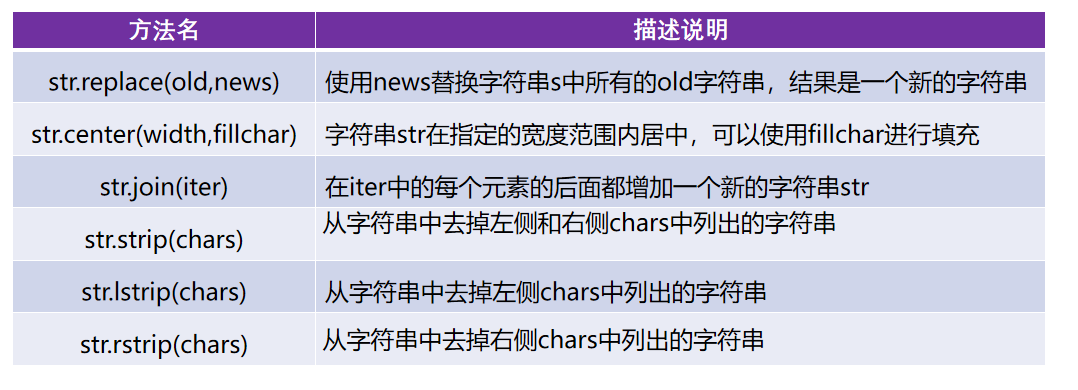 方法名 描述说明
str.replace(old,news) 使用news替换字符串s中所有的old字符串，结果是一个新的字符串
str.center(width,fillchar) 字符串str在指定的宽度范围内居中，可以使用fillchar进行填充
str.join(iter) 在iter中的每个元素的后面都增加一个新的字符串str
str.strip(chars) 从字符串中去掉左侧和右侧chars中列出的字符串
str.lstrip(chars) 从字符串中去掉左侧chars中列出的字符串
str.rstrip(chars) 从字符串中去掉右侧chars中列出的字符串